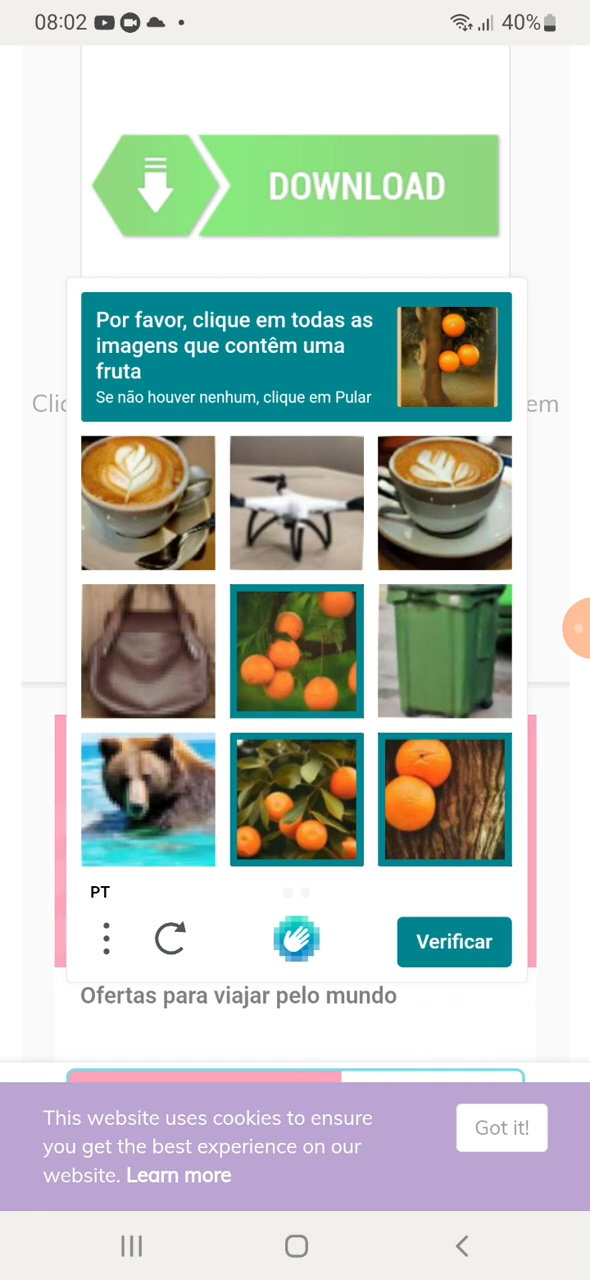 08:02
40%
DOWNLOAD
Clic
em
Por favor, clique em todas as
imagens que contêm uma
fruta
Se não houver nenhum, clique em Pular
PT
Verificar
Ofertas para viajar pelo mundo
This website uses cookies to ensure
you get the best experience on our
website. Learn more
Got it!